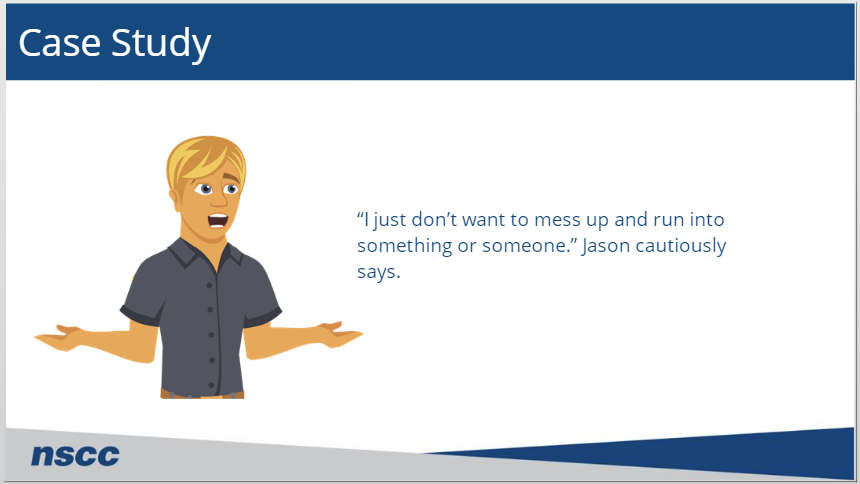 Case Study
“I just don’t want to mess up and run into
something or someone.” Jason cautiously
says.
nscc